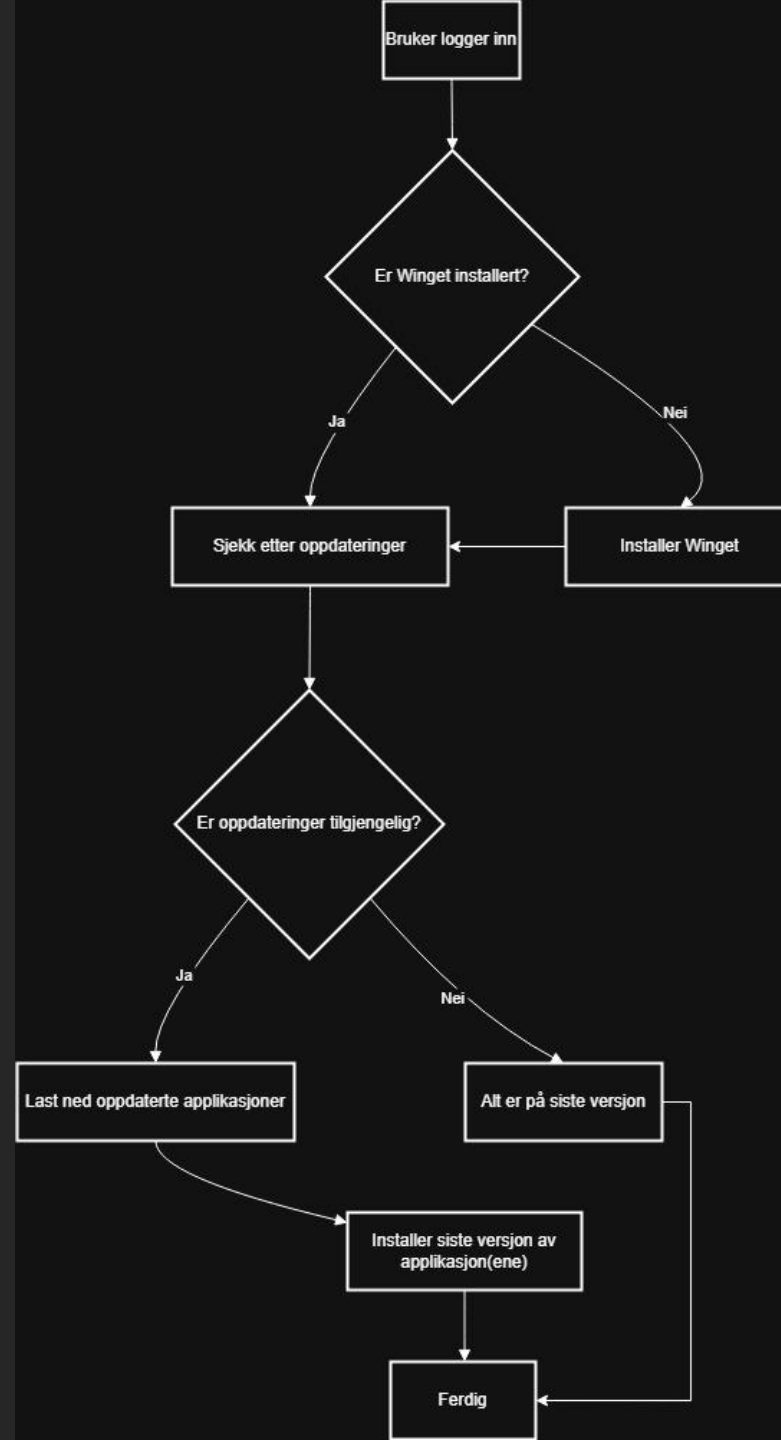 Bruker logger inn
Er Winget installert?
Ja
Nei
Sjekk etter oppdateringer
Installer Winget
Er oppdateringer tilgjengelig?
Ja
Nei
Last ned oppdaterte applikasjoner
Alt er på siste versjon
Installer siste versjon av
applikasjon(ene)
Ferdig